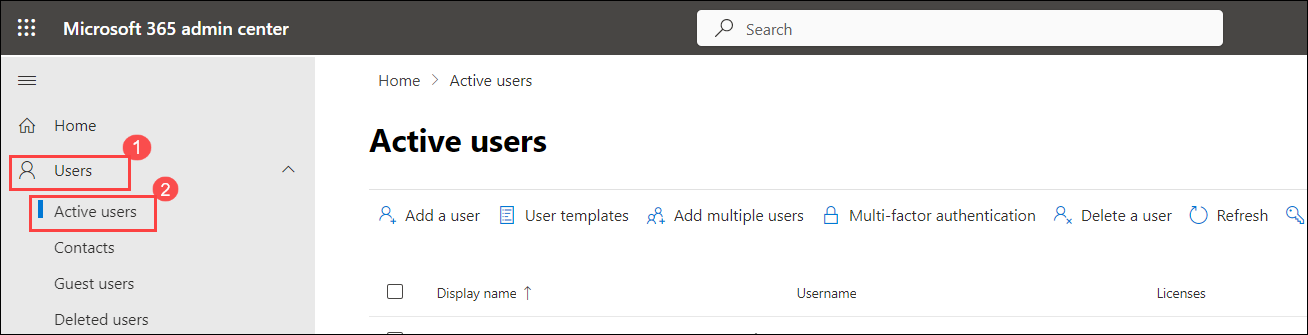 Microsoft 365 admin center
Search
Home
1
Users
2
Active users
Contacts
Guest users
Deleted users
Home > Active users
Active users
Add a user User templates Add multiple users Multi-factor authentication Delete a user Refresh
Display name ↑ Username Licenses